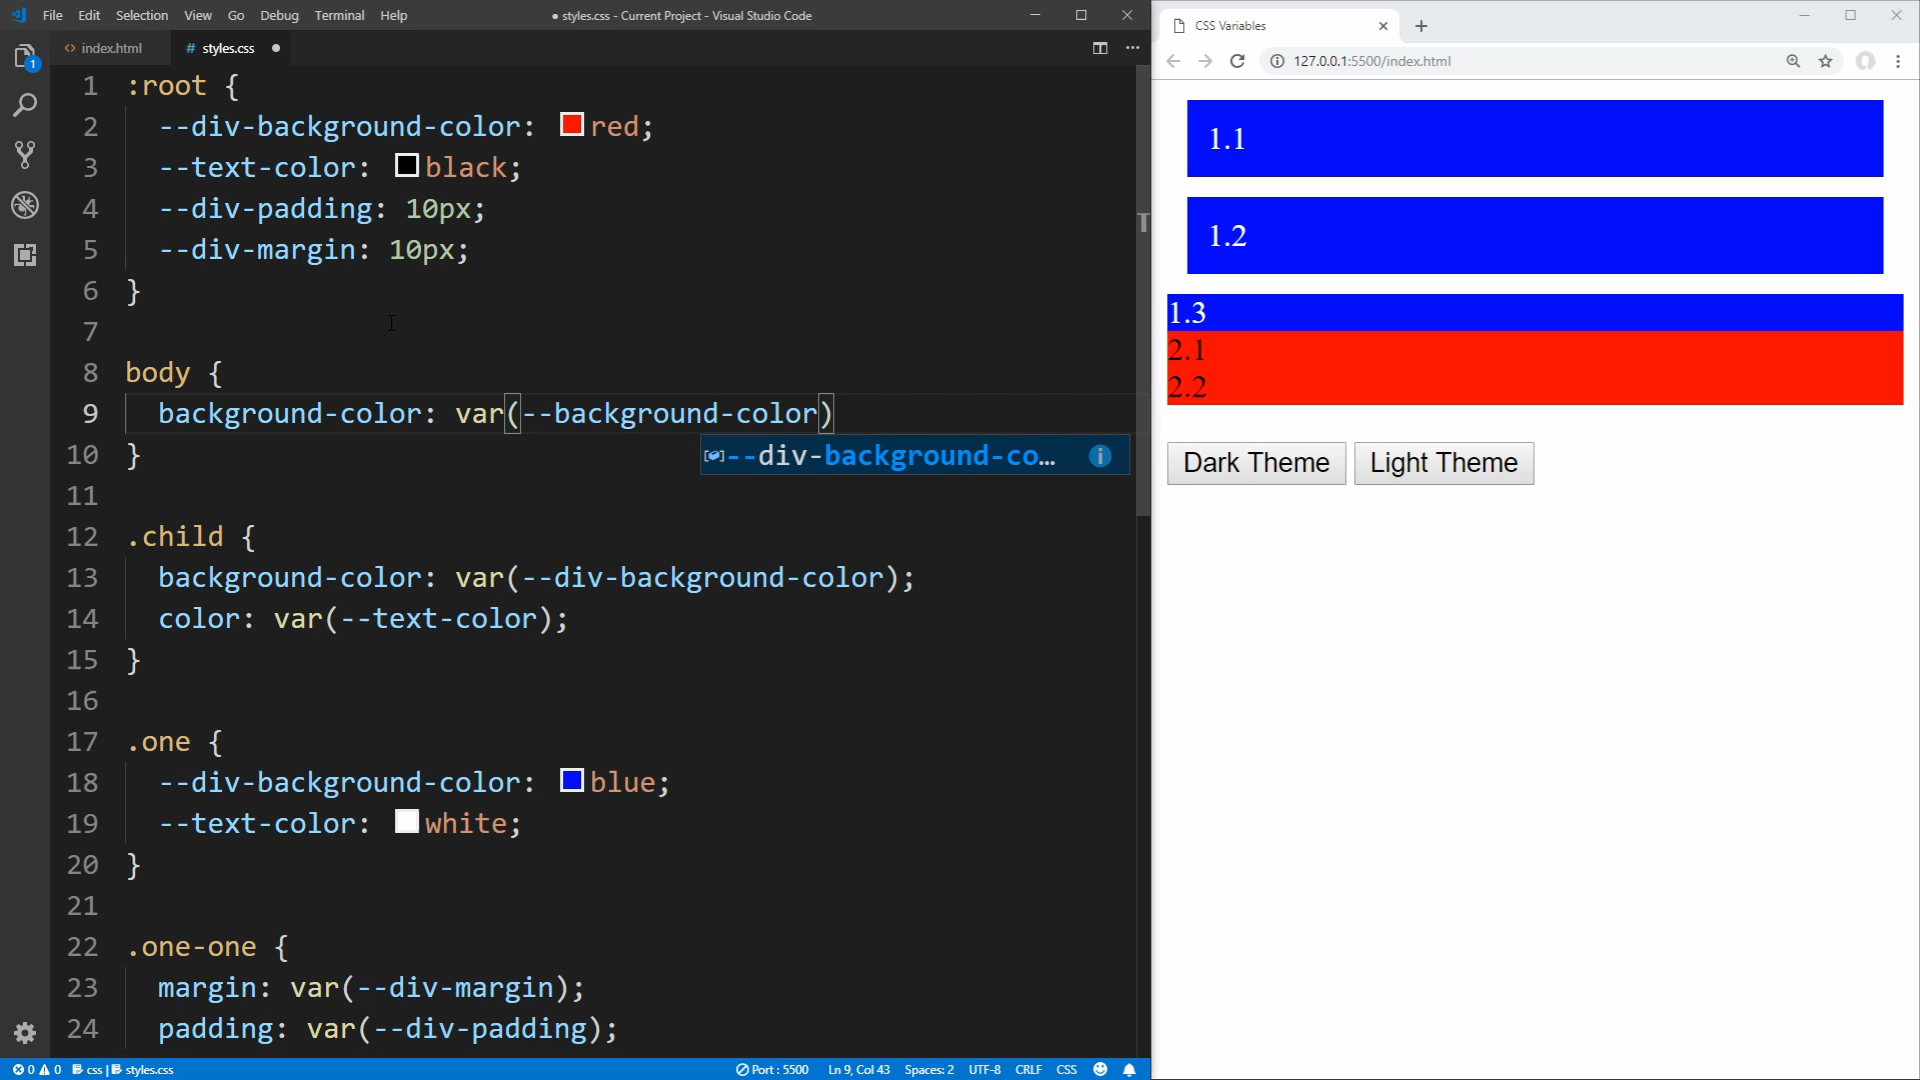 File Edit Selection View Go Debug Terminal Help
● styles.css - Current Project - Visual Studio Code
<> index.html
# styles.css ●
1
1 :root {
2 --div-background-color: red;
3 --text-color: black;
4 --div-padding: 10px;
5 --div-margin: 10px;
6 }
7
8 body {
9 background-color: var(--background-color)
--div-background-co…
10 }
11
12 .child {
13 background-color: var(--div-background-color);
14 color: var(--text-color);
15 }
16
17 .one {
18 --div-background-color: blue;
19 --text-color: white;
20 }
21
22 .one-one {
23 margin: var(--div-margin);
24 padding: var(--div-padding);
0 0 css | styles.css
Port : 5500 Ln 9, Col 43 Spaces: 2 UTF-8 CRLF CSS
CSS Variables
127.0.0.1:5500/index.html
1.1
1.2
1.3
2.1
2.2
Dark Theme Light Theme